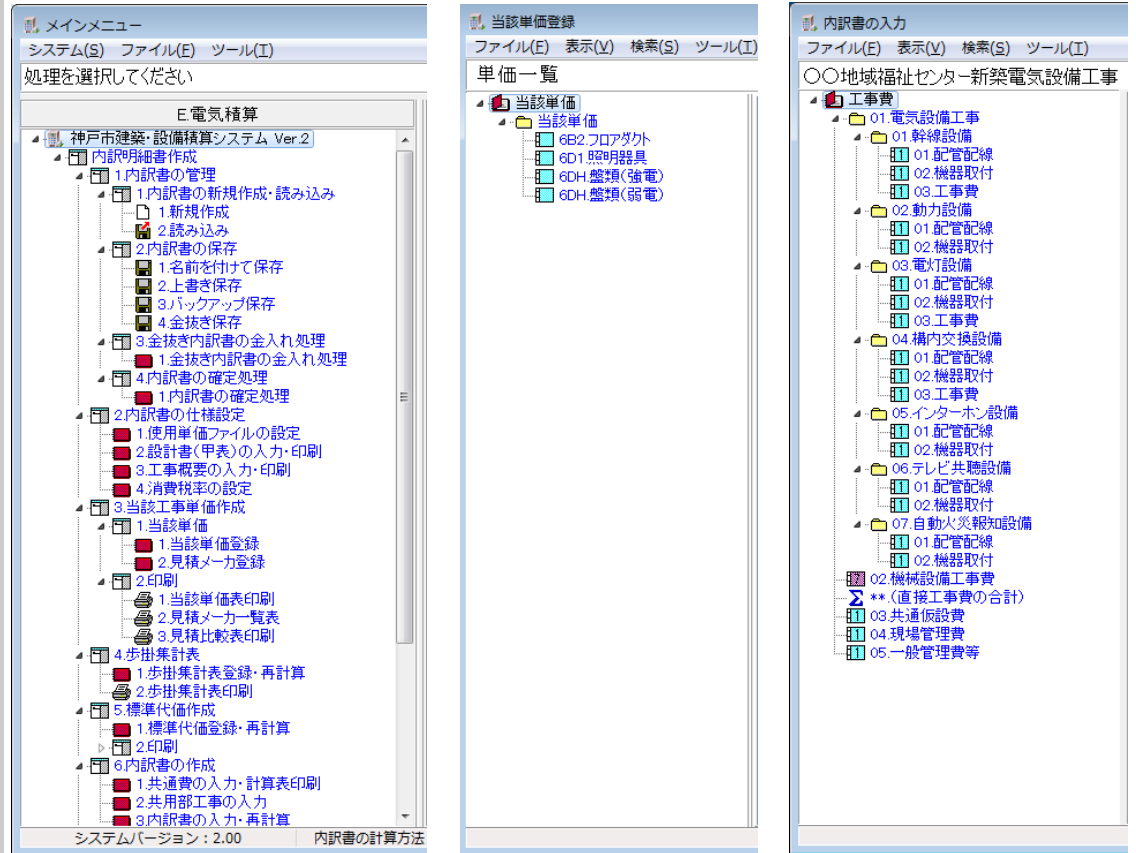 メインメニュー
システム(S) ファイル(F) ツール(T)
処理を選択してください
E.電気積算
神戸市建築・設備積算システム Ver.2
内訳明細書作成
1.内訳書の管理
1.内訳書の新規作成・読み込み
1.新規作成
2.読み込み
2.内訳書の保存
1.名前を付けて保存
2.上書き保存
3.バックアップ保存
4.金抜き保存
3.金抜き内訳書の金入れ処理
1.金抜き内訳書の金入れ処理
4.内訳書の確定処理
1.内訳書の確定処理
2.内訳書の仕様設定
1.使用単価ファイルの設定
2.設計書(甲表)の入力・印刷
3.工事概要の入力・印刷
4.消費税率の設定
3.当該工事単価作成
1.当該単価
1.当該単価登録
2.見積メーカ登録
2.印刷
1.当該単価表印刷
2.見積メーカ一覧表
3.見積比較表印刷
4.歩掛集計表
1.歩掛集計表登録・再計算
2.歩掛集計表印刷
5.標準代価作成
1.標準代価登録・再計算
2.印刷
6.内訳書の作成
1.共通費の入力・計算表印刷
2.共用部工事の入力
3.内訳書の入力・再計算
システムバージョン：2.00 内訳書の計算方法
当該単価登録
ファイル(F) 表示(V) 検索(S) ツール(T)
単価一覧
当該単価
当該単価
6B2.フロアダクト
6D1.照明器具
6DH.盤類(強電)
6DH.盤類(弱電)
内訳書の入力
ファイル(F) 表示(V) 検索(S) ツール(T)
○○地域福祉センター新築電気設備工事
工事費
01.電気設備工事
01.幹線設備
01.配管配線
02.機器取付
03.工事費
02.動力設備
01.配管配線
02.機器取付
03.電灯設備
01.配管配線
02.機器取付
03.工事費
04.構内交換設備
01.配管配線
02.機器取付
03.工事費
05.インターホン設備
01.配管配線
02.機器取付
06.テレビ共聴設備
01.配管配線
02.機器取付
07.自動火災報知設備
01.配管配線
02.機器取付
02.機械設備工事費
**.(直接工事費の合計)
03.共通仮設費
04.現場管理費
05.一般管理費等